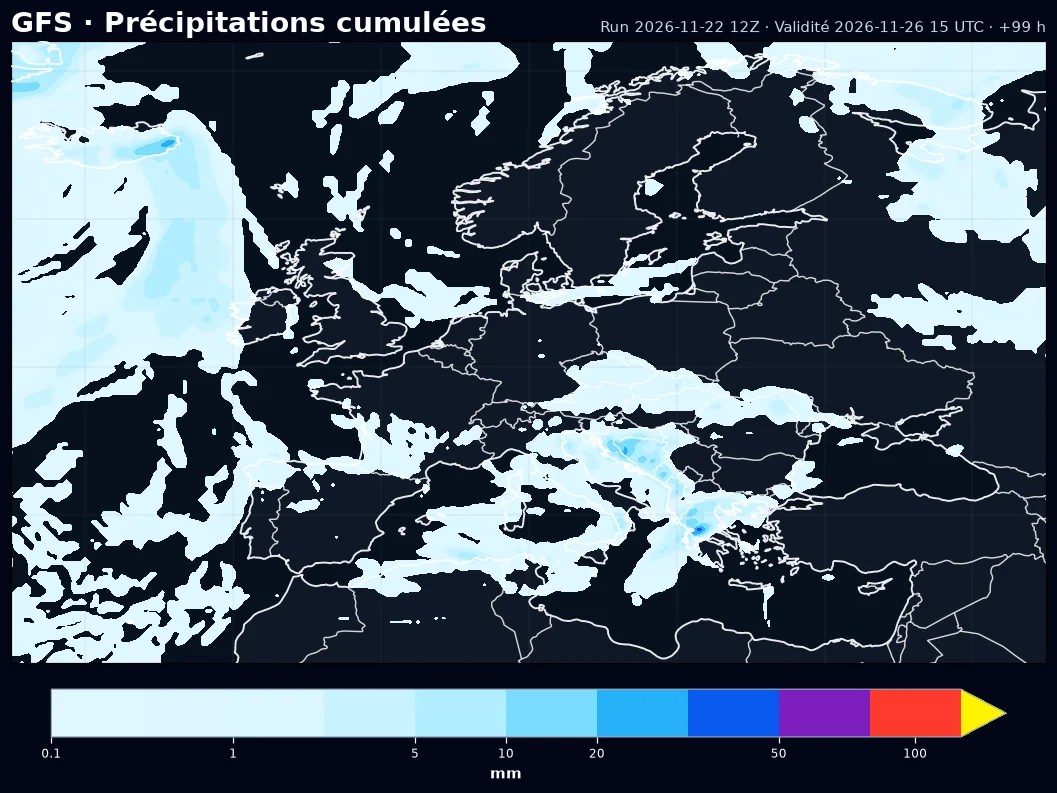 GFS · Précipitations cumulées
Run 2026-11-22 12Z · Validité 2026-11-26 15 UTC · +99 h
0.1 1 5 10 20 50 100
mm